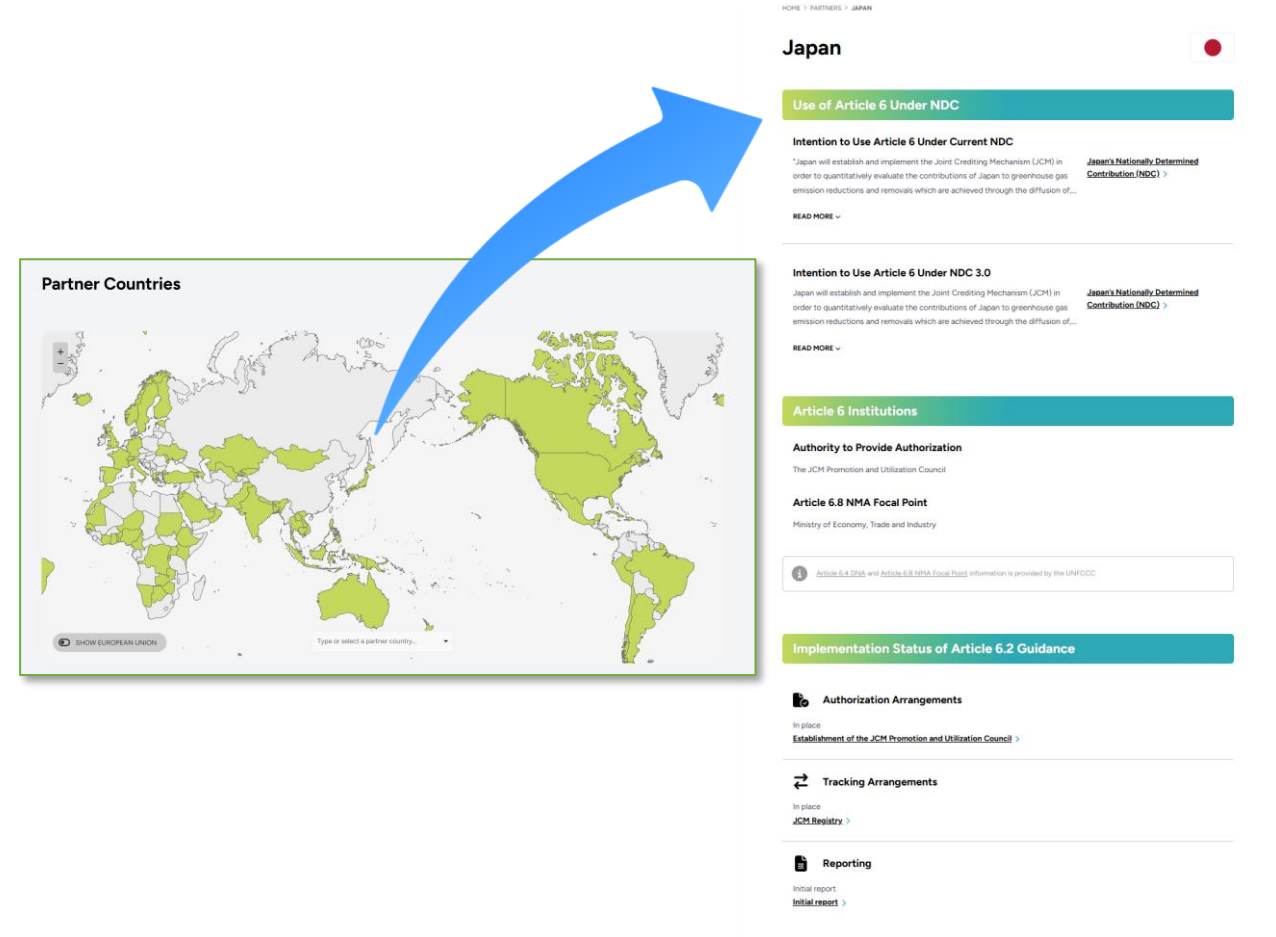 Partner Countries
+
–
SHOW EUROPEAN UNION
Type or select a partner country...
HOME > PARTNERS > JAPAN
Japan
Use of Article 6 Under NDC
Intention to Use Article 6 Under Current NDC
"Japan will establish and implement the Joint Crediting Mechanism (JCM) in
order to quantitatively evaluate the contributions of Japan to greenhouse gas
emission reductions and removals which are achieved through the diffusion of,...
Japan's Nationally Determined
Contribution (NDC) >
READ MORE
Intention to Use Article 6 Under NDC 3.0
Japan will establish and implement the Joint Crediting Mechanism (JCM) in
order to quantitatively evaluate the contributions of Japan to greenhouse gas
emission reductions and removals which are achieved through the diffusion of,...
Japan's Nationally Determined
Contribution (NDC) >
READ MORE
Article 6 Institutions
Authority to Provide Authorization
The JCM Promotion and Utilization Council
Article 6.8 NMA Focal Point
Ministry of Economy, Trade and Industry
Article 6.4 DNA and Article 6.8 NMA Focal Point information is provided by the UNFCCC
Implementation Status of Article 6.2 Guidance
Authorization Arrangements
In place
Establishment of the JCM Promotion and Utilization Council >
Tracking Arrangements
In place
JCM Registry >
Reporting
Initial report
Initial report >